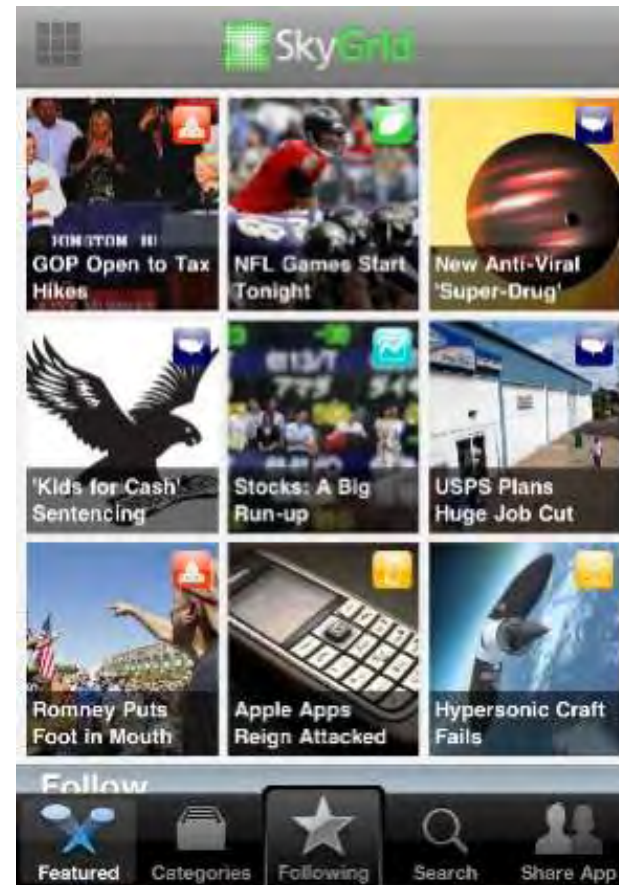 SkyGrid
HINGTON HI
GOP Open to Tax
Hikes
NFL Games Start
Tonight
New Anti-Viral
'Super-Drug'
'Kids for Cash'
Sentencing
Stocks: A Big
Run-up
USPS Plans
Huge Job Cut
Romney Puts
Foot in Mouth
Apple Apps
Reign Attacked
Hypersonic Craft
Fails
Follow
Featured
Categories
Following
Search
Share App